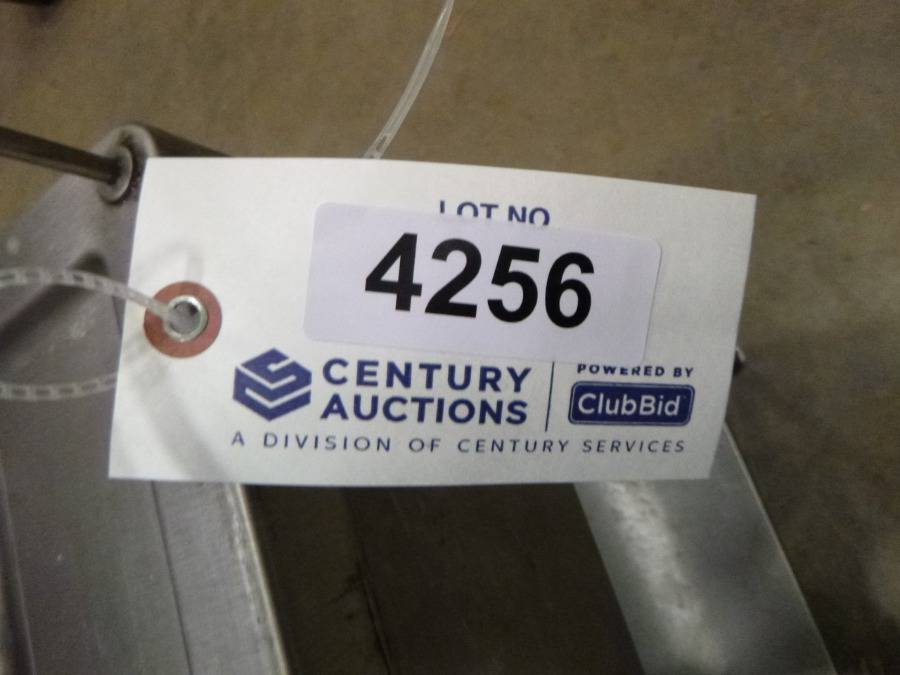 LOT NO
4256
CENTURY
AUCTIONS
POWERED BY
ClubBid
A DIVISION OF CENTURY SERVICES